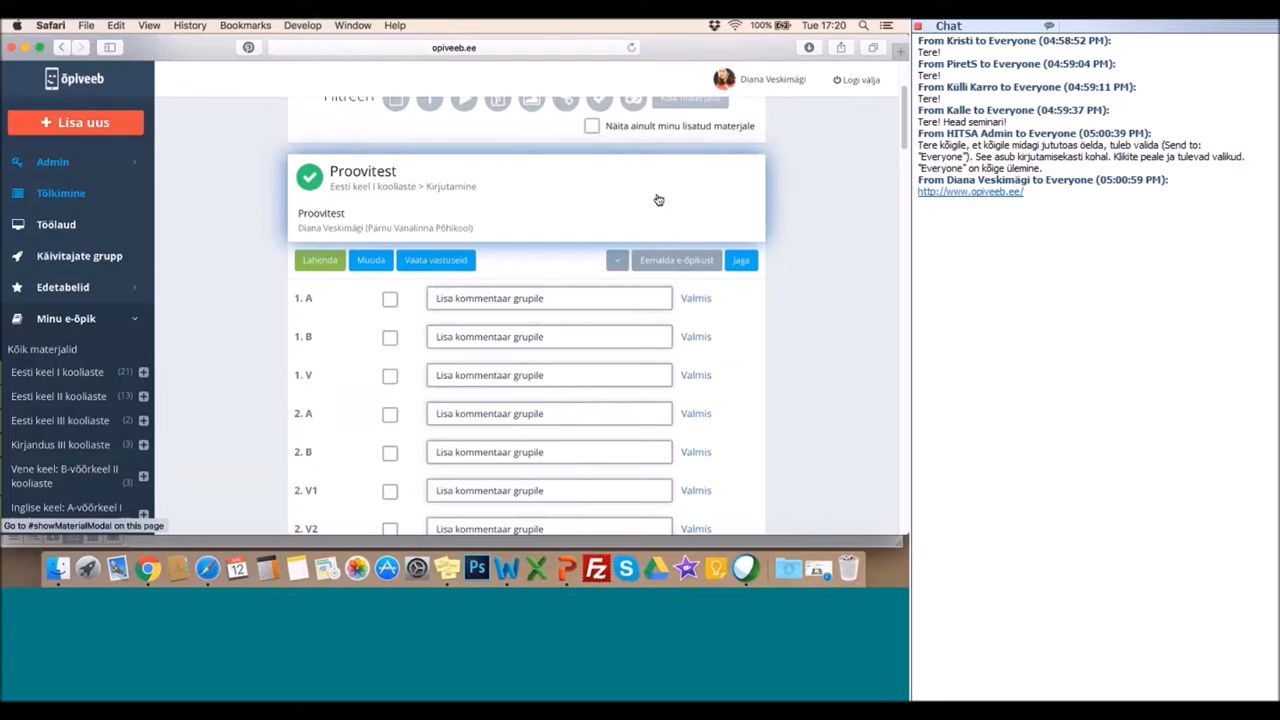 Safari File Edit View History Bookmarks Develop Window Help
100% Tue 17:20
opiveeb.ee
õpiveeb
Diana Veskimägi Logi välja
+ Lisa uus
Admin
Tõlkimine
Töölaud
Käivitajate grupp
Edetabelid
Minu e-õpik
Kõik materjalid
Eesti keel I kooliaste (21)
Eesti keel II kooliaste (13)
Eesti keel III kooliaste (2)
Kirjandus III kooliaste (3)
Vene keel: B-võõrkeel II
kooliaste (3)
Inglise keel: A-võõrkeel I
Go to #showMaterialModal on this page
Näita ainult minu lisatud materjale
Proovitest
Eesti keel I kooliaste > Kirjutamine
Proovitest
Diana Veskimägi (Pärnu Vanalinna Põhikool)
Lahenda Muuda Vaata vastuseid Eemalda e-õpikust Jaga
1. A Lisa kommentaar grupile Valmis
1. B Lisa kommentaar grupile Valmis
1. V Lisa kommentaar grupile Valmis
2. A Lisa kommentaar grupile Valmis
2. B Lisa kommentaar grupile Valmis
2. V1 Lisa kommentaar grupile Valmis
2. V2 Lisa kommentaar grupile Valmis
12
Ps
Chat
From Kristi to Everyone (04:58:52 PM):
Tere!
From PiretS to Everyone (04:59:04 PM):
Tere!
From Külli Karro to Everyone (04:59:11 PM):
Tere!
From Kalle to Everyone (04:59:37 PM):
Tere! Head seminari!
From HITSA Admin to Everyone (05:00:39 PM):
Tere kõigile, et kõigile midagi jututoas öelda, tuleb valida (Send to:
"Everyone"). See asub kirjutamisekasti kohal. Klikite peale ja tulevad valikud.
"Everyone" on kõige ülemine.
From Diana Veskimägi to Everyone (05:00:59 PM):
http://www.opiveeb.ee/